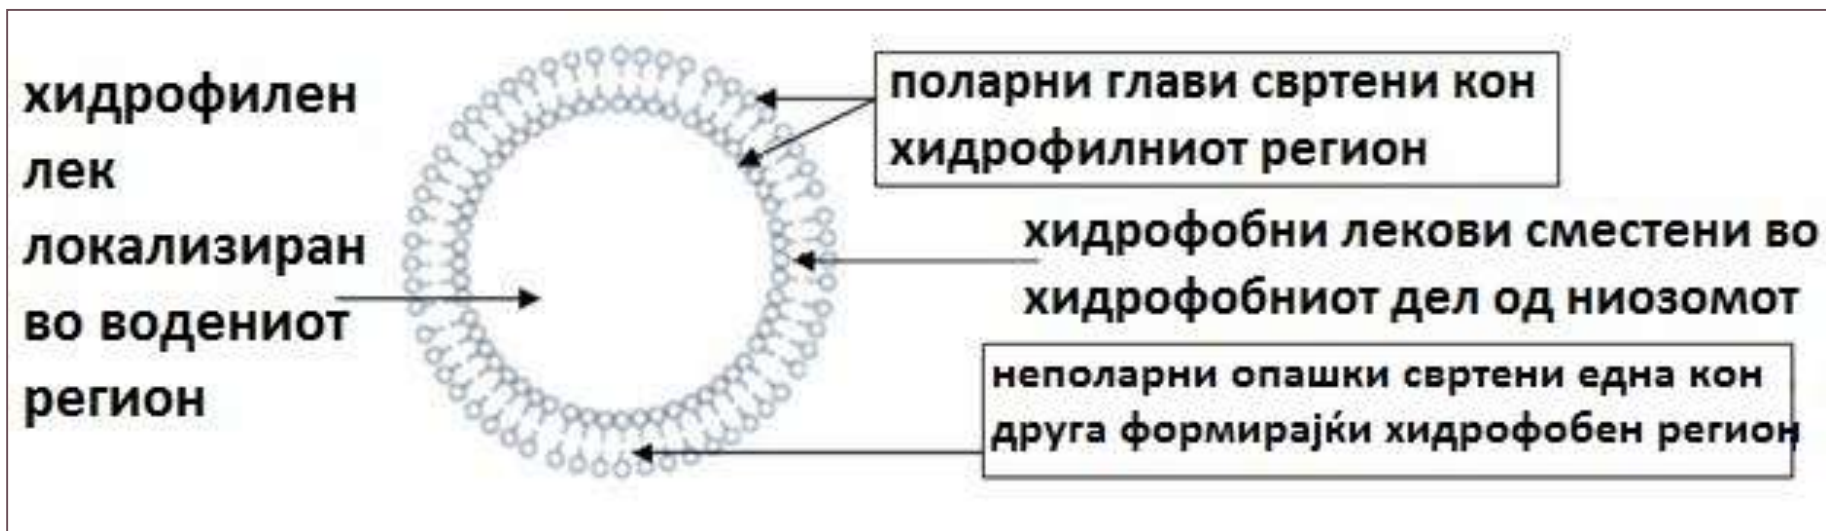 хидрофилен
лек
локализиран
во водениот
регион
поларни глави свртени кон
хидрофилниот регион
хидрофобни лекови сместени во
хидрофобниот дел од ниозомот
неполарни опашки свртени една кон
друга формирајќи хидрофобен регион